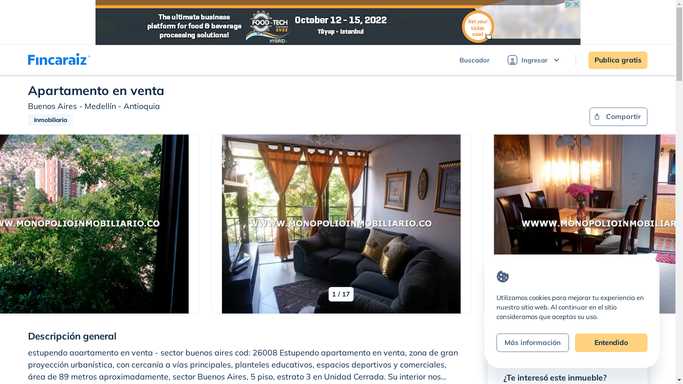 The ultimate business
platform for food & beverage
processing solutions!
FOOD-TECH
October 12 - 15, 2022
Tüyap - Istanbul
Get your
ticket
now!
Fincaraíz
Buscador
Ingresar
Publica gratis
Apartamento en venta
Buenos Aires - Medellín - Antioquia
Inmobiliaria
Compartir
WWW.MONOPOLIOINMOBILIARIO.CO
WWW.MONOPOLIOINMOBILIARIO.CO
WWW.MONOPOLIOINMOBILIARIO.CO
1 / 17
Utilizamos cookies para mejorar tu experiencia en
nuestro sitio web. Al continuar en el sitio
consideramos que aceptas su uso.
Más información
Entendido
Descripción general
estupendo apartamento en venta - sector buenos aires cod: 26008 Estupendo apartamento en venta, zona de gran
proyección urbanística, con cercanía a vías principales, planteles educativos, espacios deportivos y comerciales,
área de 89 metros aproximadamente, sector Buenos Aires, 5 piso, estrato 3 en Unidad Cerrada. Su interior nos...
¿Te interesó este inmueble?